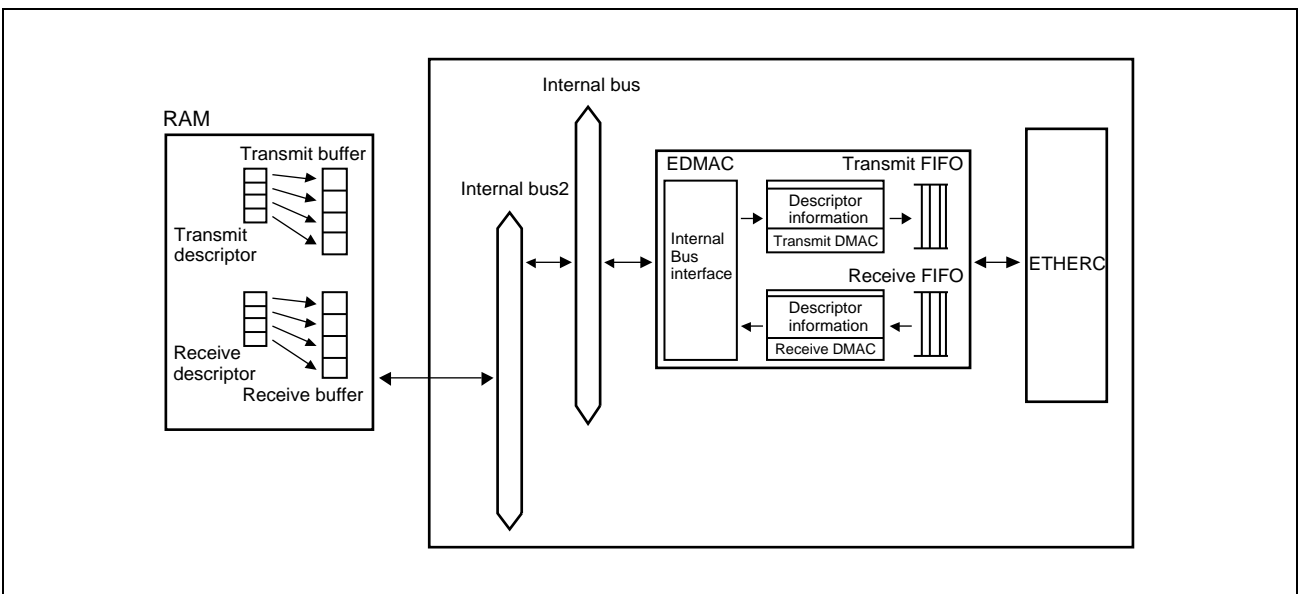 RAM
Transmit buffer
Transmit
descriptor
Receive
descriptor
Receive buffer
Internal bus2
Internal bus
EDMAC
Internal
Bus
interface
Transmit FIFO
Descriptor
information
Transmit DMAC
Receive FIFO
Descriptor
information
Receive DMAC
ETHERC